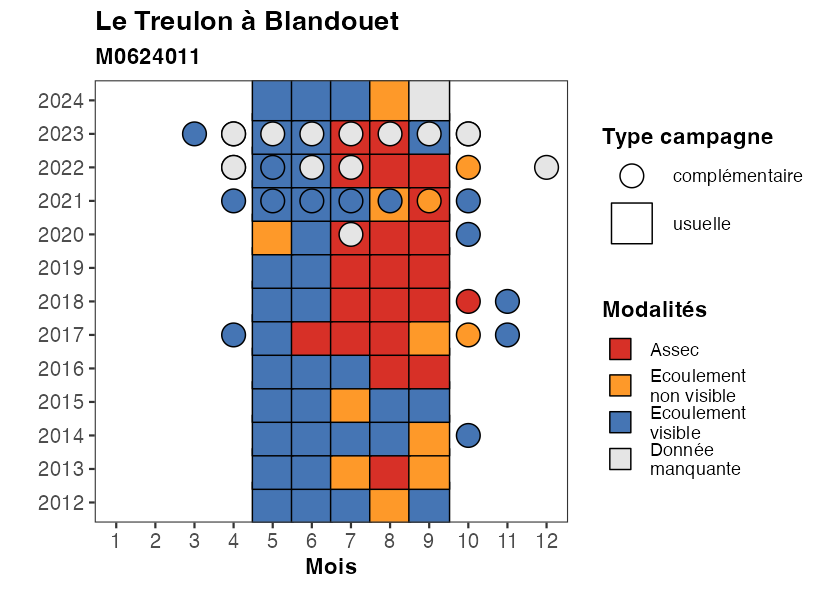 Le Treulon à Blandouet
M0624011
2024
2023
2022
2021
2020
2019
2018
2017
2016
2015
2014
2013
2012
1 2 3 4 5 6 7 8 9 10 11 12
Mois
Type campagne
complémentaire
usuelle
Modalités
Assec
Ecoulement
non visible
Ecoulement
visible
Donnée
manquante